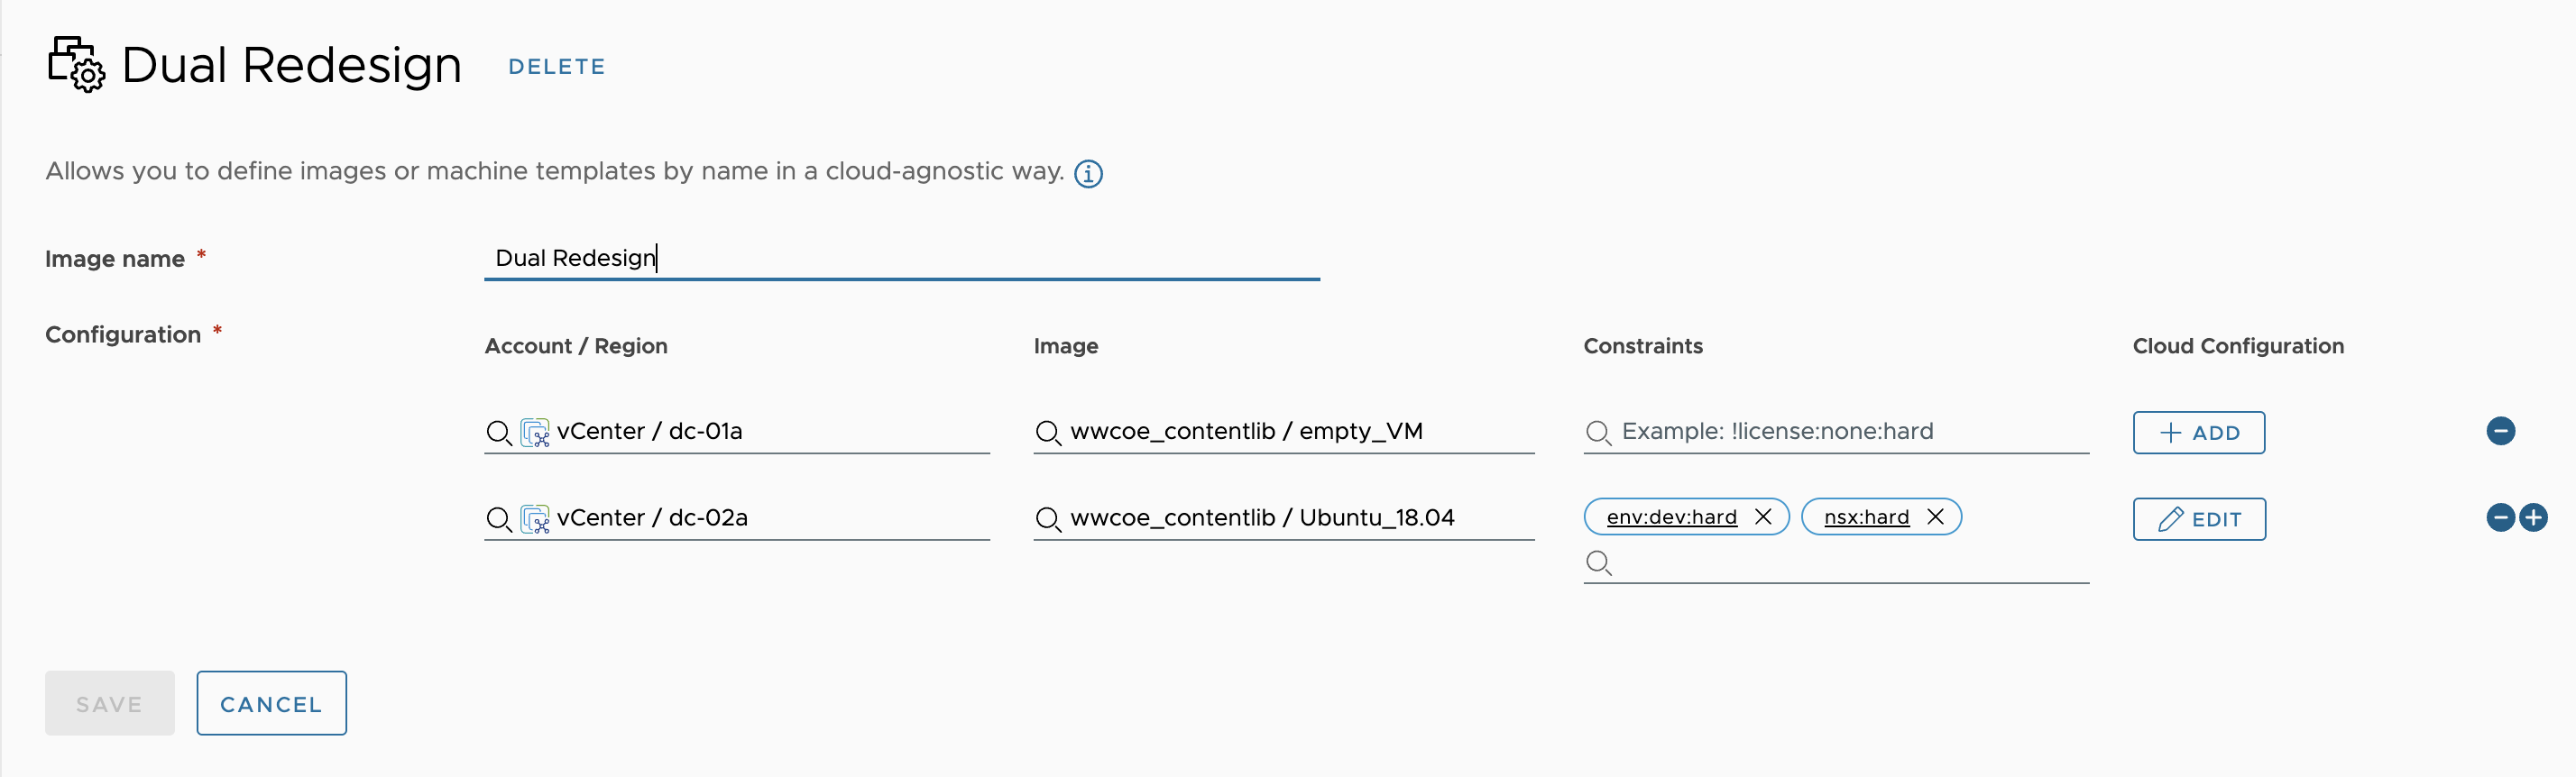 Dual Redesign DELETE
Allows you to define images or machine templates by name in a cloud-agnostic way.
Image name * Dual Redesign
Configuration *
Account / Region Image Constraints Cloud Configuration
vCenter / dc-01a wwcoe_contentlib / empty_VM Example: !license:none:hard + ADD
vCenter / dc-02a wwcoe_contentlib / Ubuntu_18.04 env:dev:hard nsx:hard EDIT
SAVE CANCEL